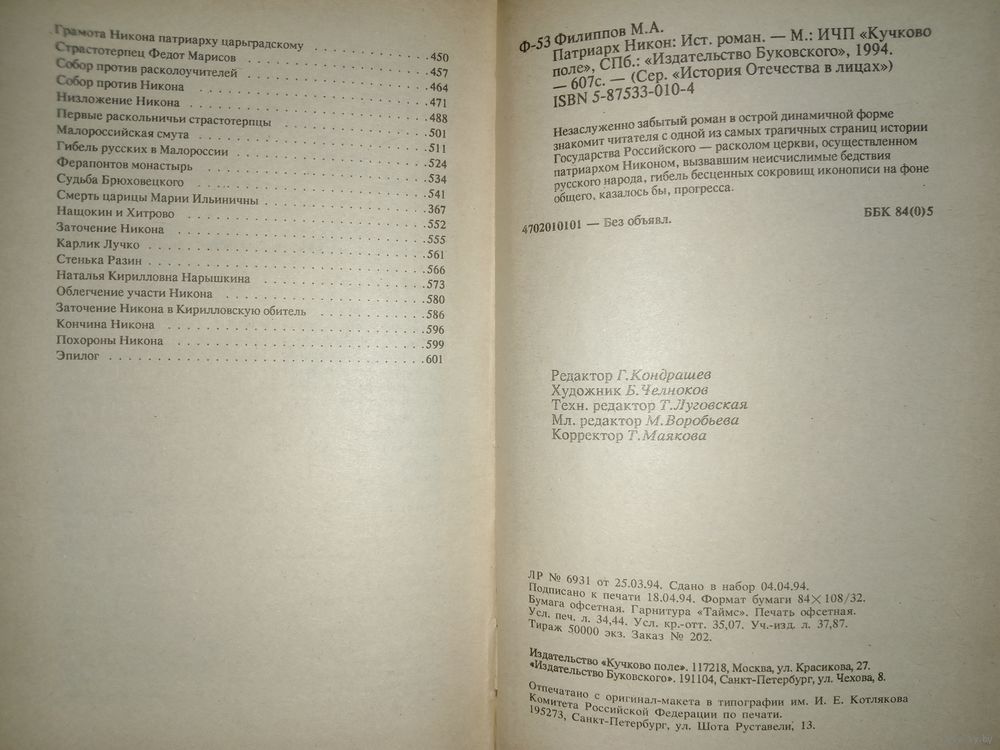 Грамота Никона патриарху царьградскому . . . . . . . . . . 450
Страстотерпец Федот Марисов . . . . . . . . . . 457
Собор против расколоучителей . . . . . . . . . . 464
Собор против Никона . . . . . . . . . . 471
Низложение Никона . . . . . . . . . . 488
Первые раскольничьи страстотерпцы . . . . . . . . . . 501
Малороссийская смута . . . . . . . . . . 511
Гибель русских в Малороссии . . . . . . . . . . 524
Ферапонтов монастырь . . . . . . . . . . 534
Судьба Брюховецкого . . . . . . . . . . 541
Смерть царицы Марии Ильиничны . . . . . . . . . . 367
Нащокин и Хитрово . . . . . . . . . . 552
Заточение Никона . . . . . . . . . . 555
Карлик Лучко . . . . . . . . . . 561
Стенька Разин . . . . . . . . . . 566
Наталья Кирилловна Нарышкина . . . . . . . . . . 573
Облегчение участи Никона . . . . . . . . . . 580
Заточение Никона в Кирилловскую обитель . . . . . . . . . . 586
Кончина Никона . . . . . . . . . . 596
Похороны Никона . . . . . . . . . . 599
Эпилог . . . . . . . . . . 601
Ф-53 Филиппов М.А.
Патриарх Никон: Ист. роман. — М.: ИЧП «Кучково
поле», СПб.: «Издательство Буковского», 1994.
— 607с. — (Сер. «История Отечества в лицах»)
ISBN 5-87533-010-4
Незаслуженно забытый роман в острой динамичной форме
знакомит читателя с одной из самых трагичных страниц истории
Государства Российского — расколом церкви, осуществленном
патриархом Никоном, вызвавшим неисчислимые бедствия
русского народа, гибель бесценных сокровищ иконописи на фоне
общего, казалось бы, прогресса.
4702010101 — Без объявл.
ББК 84(0)5
Редактор Г.Кондрашев
Художник Б.Челноков
Техн. редактор Т.Луговская
Мл. редактор М.Воробьева
Корректор Т.Маякова
ЛР № 6931 от 25.03.94. Сдано в набор 04.04.94.
Подписано к печати 18.04.94. Формат бумаги 84×108/32.
Бумага офсетная. Гарнитура «Таймс». Печать офсетная.
Усл. печ. л. 34,44. Усл. кр.-отт. 35,07. Уч.-изд. л. 37,87.
Тираж 50000 экз. Заказ № 202.
Издательство «Кучково поле». 117218, Москва, ул. Красикова, 27.
«Издательство Буковского». 191104, Санкт-Петербург, ул. Чехова, 8.
Отпечатано с оригинал-макета в типографии им. И. Е. Котлякова
Комитета Российской Федерации по печати.
195273, Санкт-Петербург, ул. Шота Руставели, 13.